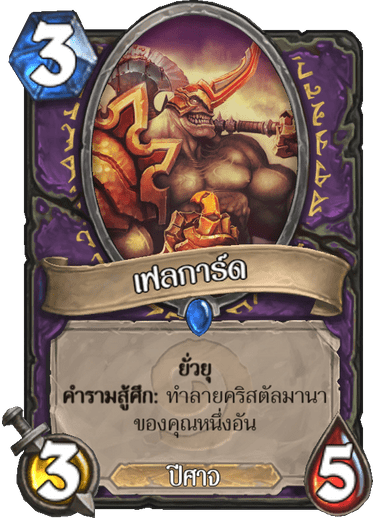 3
เฟลการ์ด
ยั่วยุ
คำรามสู้ศึก: ทำลายคริสตัลมานา
ของคุณหนึ่งอัน
3
ปีศาจ
5